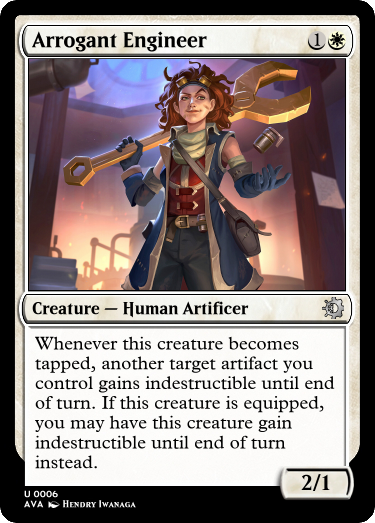 Arrogant Engineer 1
Creature — Human Artificer
Whenever this creature becomes
tapped, another target artifact you
control gains indestructible until end
of turn. If this creature is equipped,
you may have this creature gain
indestructible until end of turn
instead.
2/1
U 0006
AVA Hendry Iwanaga